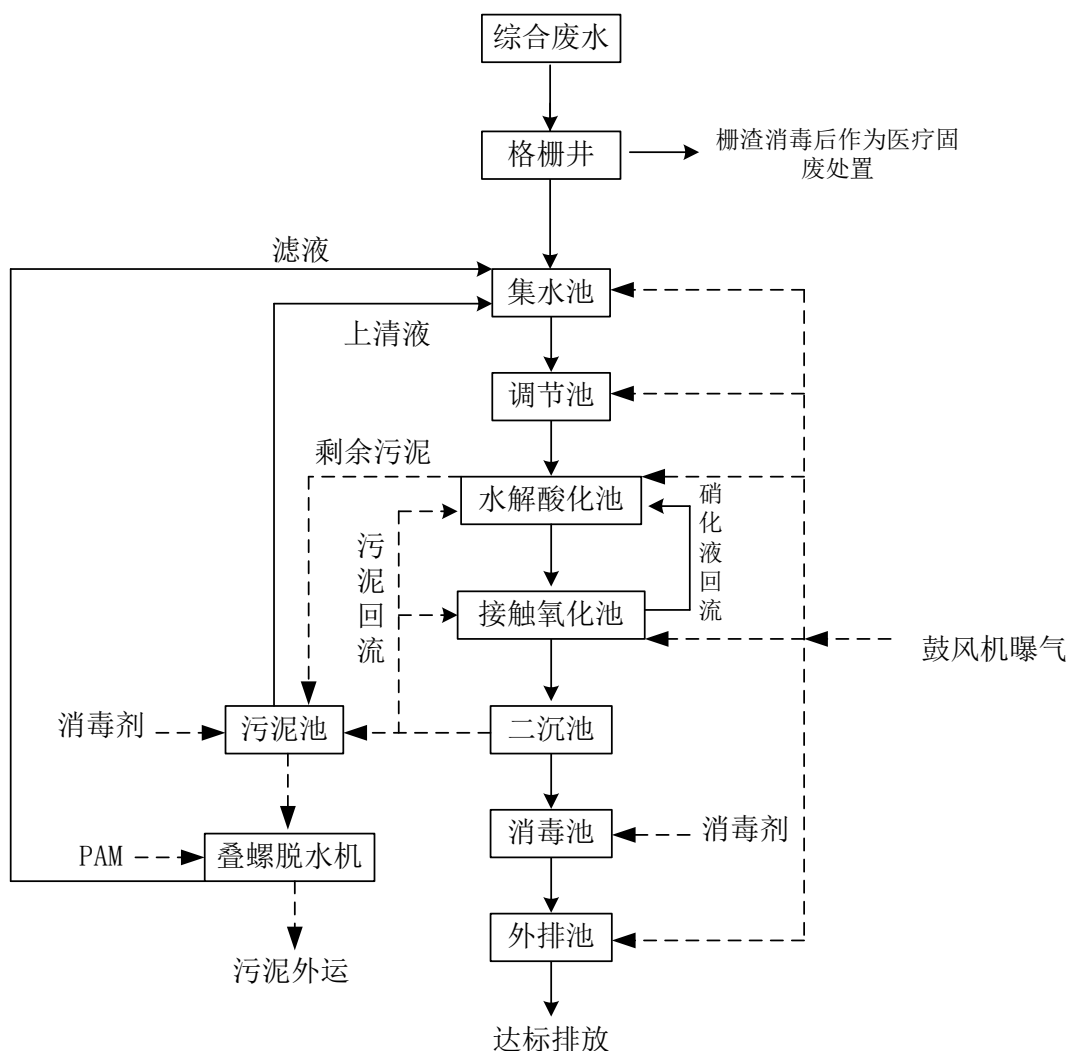 综合废水
格栅井
栅渣消毒后作为医疗固
废处置
滤液
集水池
上清液
调节池
剩余污泥
水解酸化池
硝化液回流
污泥回流
接触氧化池
鼓风机曝气
消毒剂
污泥池
二沉池
消毒池
消毒剂
PAM
叠螺脱水机
外排池
污泥外运
达标排放